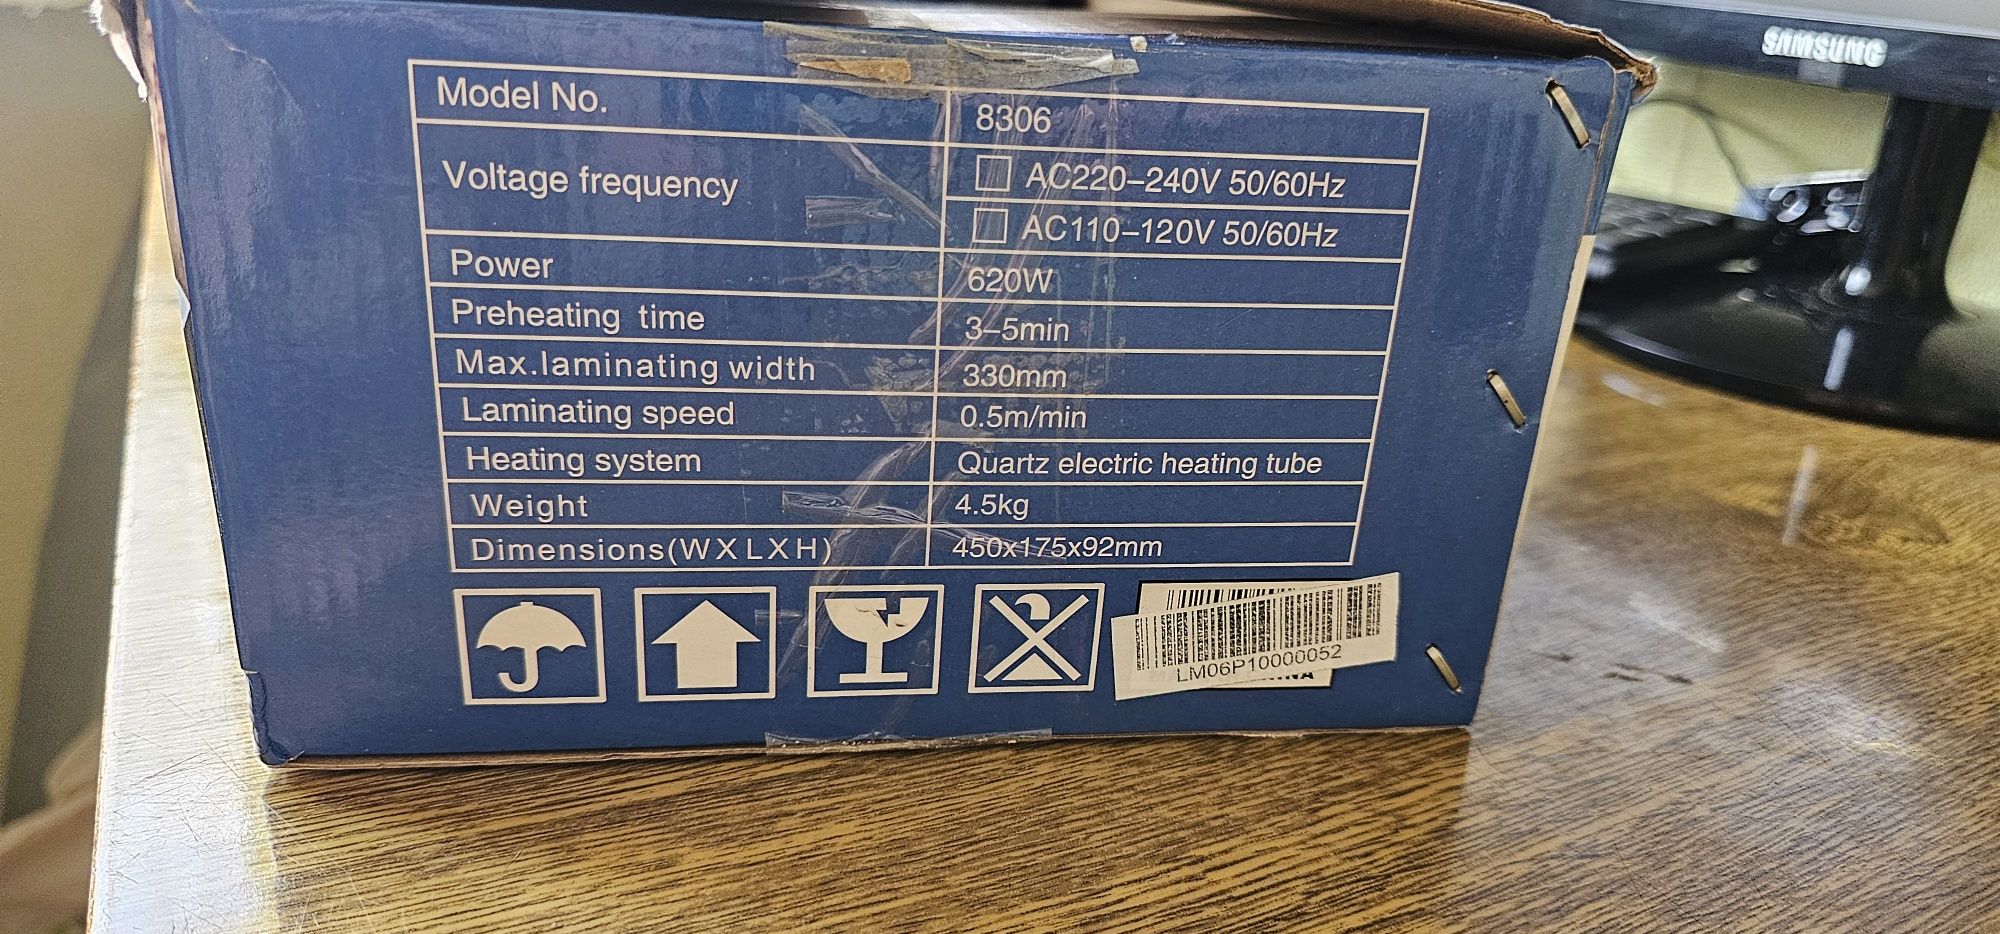 SAMSUNG
Model No. 8306
Voltage frequency
AC220–240V 50/60Hz
AC110–120V 50/60Hz
Power 620W
Preheating time 3–5min
Max.laminating width 330mm
Laminating speed 0.5m/min
Heating system Quartz electric heating tube
Weight 4.5kg
Dimensions(WXLXH) 450x175x92mm
LM06P10000052